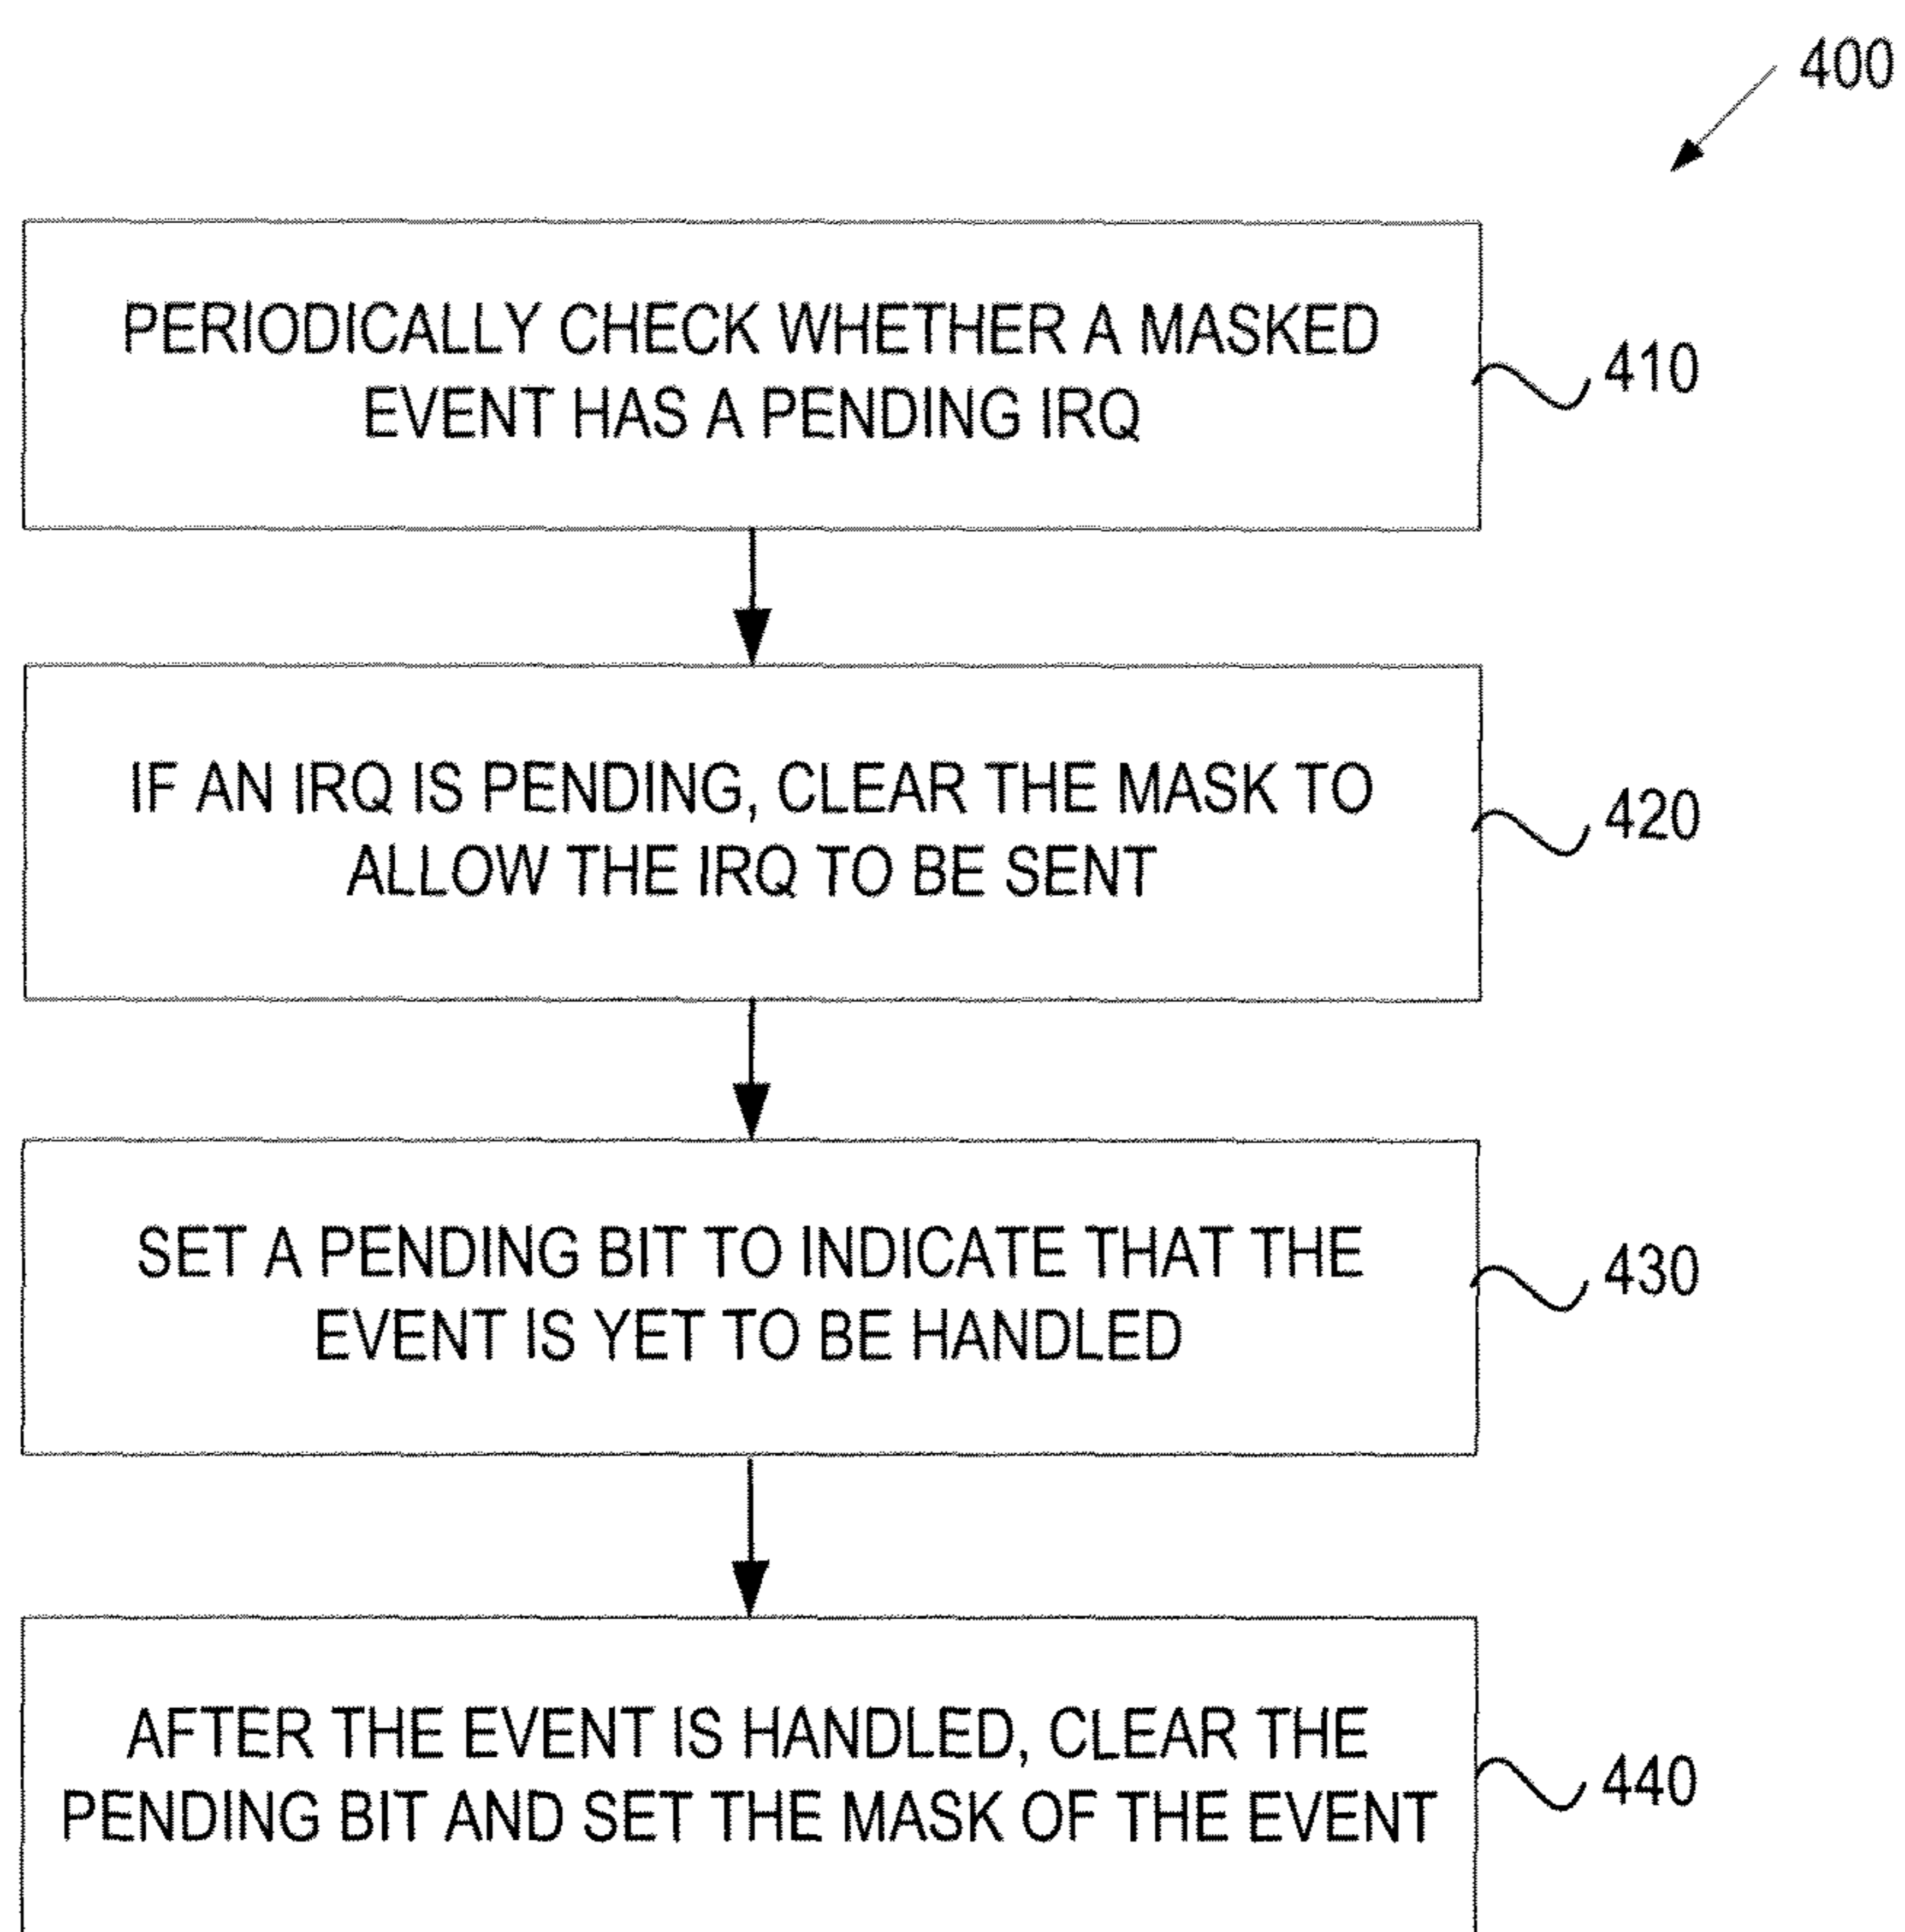 400
PERIODICALLY CHECK WHETHER A MASKED
EVENT HAS A PENDING IRQ
410
IF AN IRQ IS PENDING, CLEAR THE MASK TO
ALLOW THE IRQ TO BE SENT
420
SET A PENDING BIT TO INDICATE THAT THE
EVENT IS YET TO BE HANDLED
430
AFTER THE EVENT IS HANDLED, CLEAR THE
PENDING BIT AND SET THE MASK OF THE EVENT
440